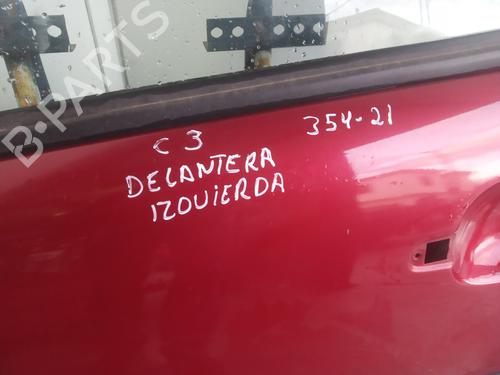 B-PARTS
C 3
354-21
DELANTERA
IZQUIERDA